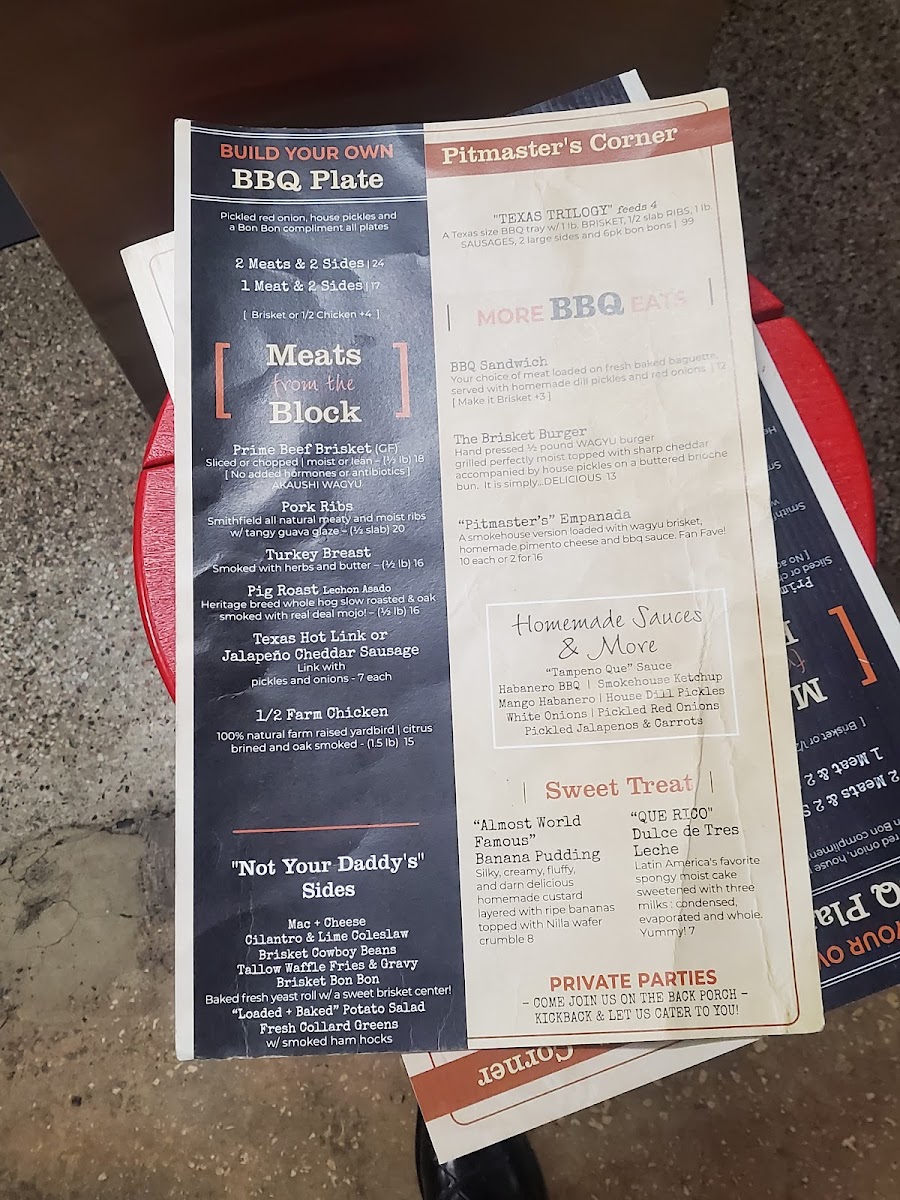 BUILD YOUR OWN
BBQ Plate
Pickled red onion, house pickles and
a Bon Bon compliment all plates
2 Meats & 2 Sides | 24
1 Meat & 2 Sides | 17
[ Brisket or 1/2 Chicken +4 ]
[ Meats
from the
Block ]
Prime Beef Brisket (GF)
Sliced or chopped | moist or lean – (½ lb) 18
[ No added hormones or antibiotics ]
AKAUSHI WAGYU
Pork Ribs
Smithfield all natural meaty and moist ribs
w/ tangy guava glaze – (½ slab) 20
Turkey Breast
Smoked with herbs and butter – (½ lb) 16
Pig Roast Lechon Asado
Heritage breed whole hog slow roasted & oak
smoked with real deal mojo! – (½ lb) 16
Texas Hot Link or
Jalapeño Cheddar Sausage
Link with
pickles and onions - 7 each
1/2 Farm Chicken
100% natural farm raised yardbird | citrus
brined and oak smoked - (1.5 lb) 15
"Not Your Daddy's"
Sides
Mac + Cheese
Cilantro & Lime Coleslaw
Brisket Cowboy Beans
Tallow Waffle Fries & Gravy
Brisket Bon Bon
Baked fresh yeast roll w/ a sweet brisket center!
“Loaded + Baked” Potato Salad
Fresh Collard Greens
w/ smoked ham hocks
Pitmaster's Corner
"TEXAS TRILOGY" feeds 4
A Texas size BBQ tray w/ 1 lb. BRISKET, 1/2 slab RIBS, 1 lb.
SAUSAGES, 2 large sides and 6pk bon bons | 99
| MORE BBQ EATS |
BBQ Sandwich
Your choice of meat loaded on fresh baked baguette,
served with homemade dill pickles and red onions | 12
[ Make it Brisket +3 ]
The Brisket Burger
Hand pressed ½ pound WAGYU burger
grilled perfectly moist topped with sharp cheddar
accompanied by house pickles on a buttered brioche
bun. It is simply...DELICIOUS 13
“Pitmaster’s” Empanada
A smokehouse version loaded with wagyu brisket,
homemade pimento cheese and bbq sauce. Fan Fave!
10 each or 2 for 16
Homemade Sauces
& More
“Tampeno Que” Sauce
Habanero BBQ | Smokehouse Ketchup
Mango Habanero | House Dill Pickles
White Onions | Pickled Red Onions
Pickled Jalapenos & Carrots
| Sweet Treat |
“Almost World
Famous”
Banana Pudding
Silky, creamy, fluffy,
and darn delicious
homemade custard
layered with ripe bananas
topped with Nilla wafer
crumble 8
“QUE RICO"
Dulce de Tres
Leche
Latin America's favorite
spongy moist cake
sweetened with three
milks : condensed,
evaporated and whole.
Yummy! 7
PRIVATE PARTIES
– COME JOIN US ON THE BACK PORCH –
KICKBACK & LET US CATER TO YOU!
Corner